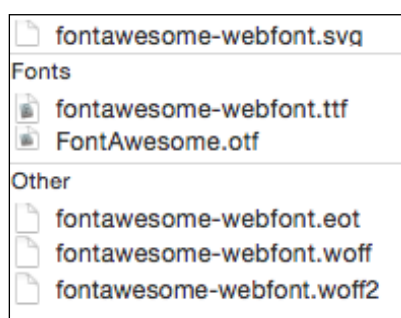 fontawesome-webfont.svg
Fonts
fontawesome-webfont.ttf
FontAwesome.otf
Other
fontawesome-webfont.eot
fontawesome-webfont.woff
fontawesome-webfont.woff2